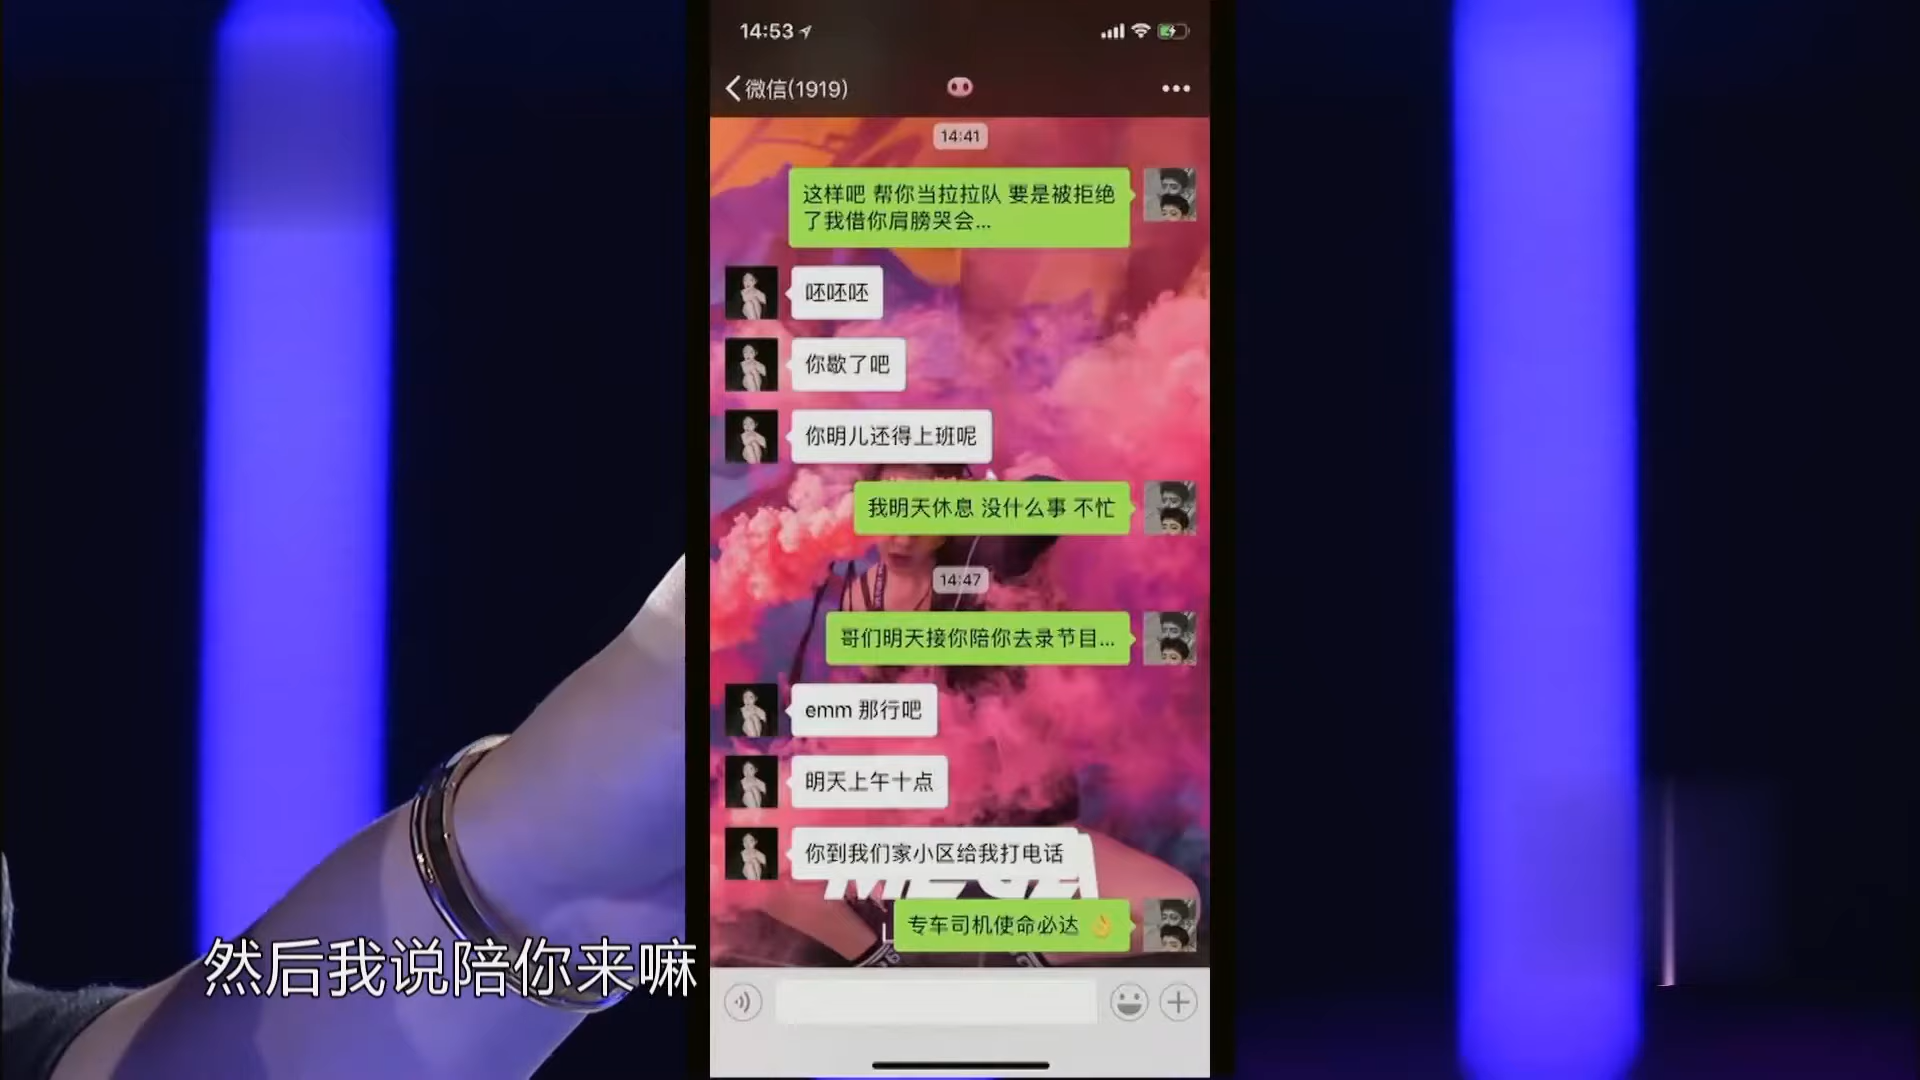 14:53
微信(1919)
14:41
这样吧 帮你当拉拉队 要是被拒绝
了我借你肩膀哭会...
呸呸呸
你歇了吧
你明儿还得上班呢
我明天休息 没什么事 不忙
14:47
哥们明天接你陪你去录节目...
emm 那行吧
明天上午十点
你到我们家小区给我打电话
专车司机使命必达 👌
然后我说陪你来嘛